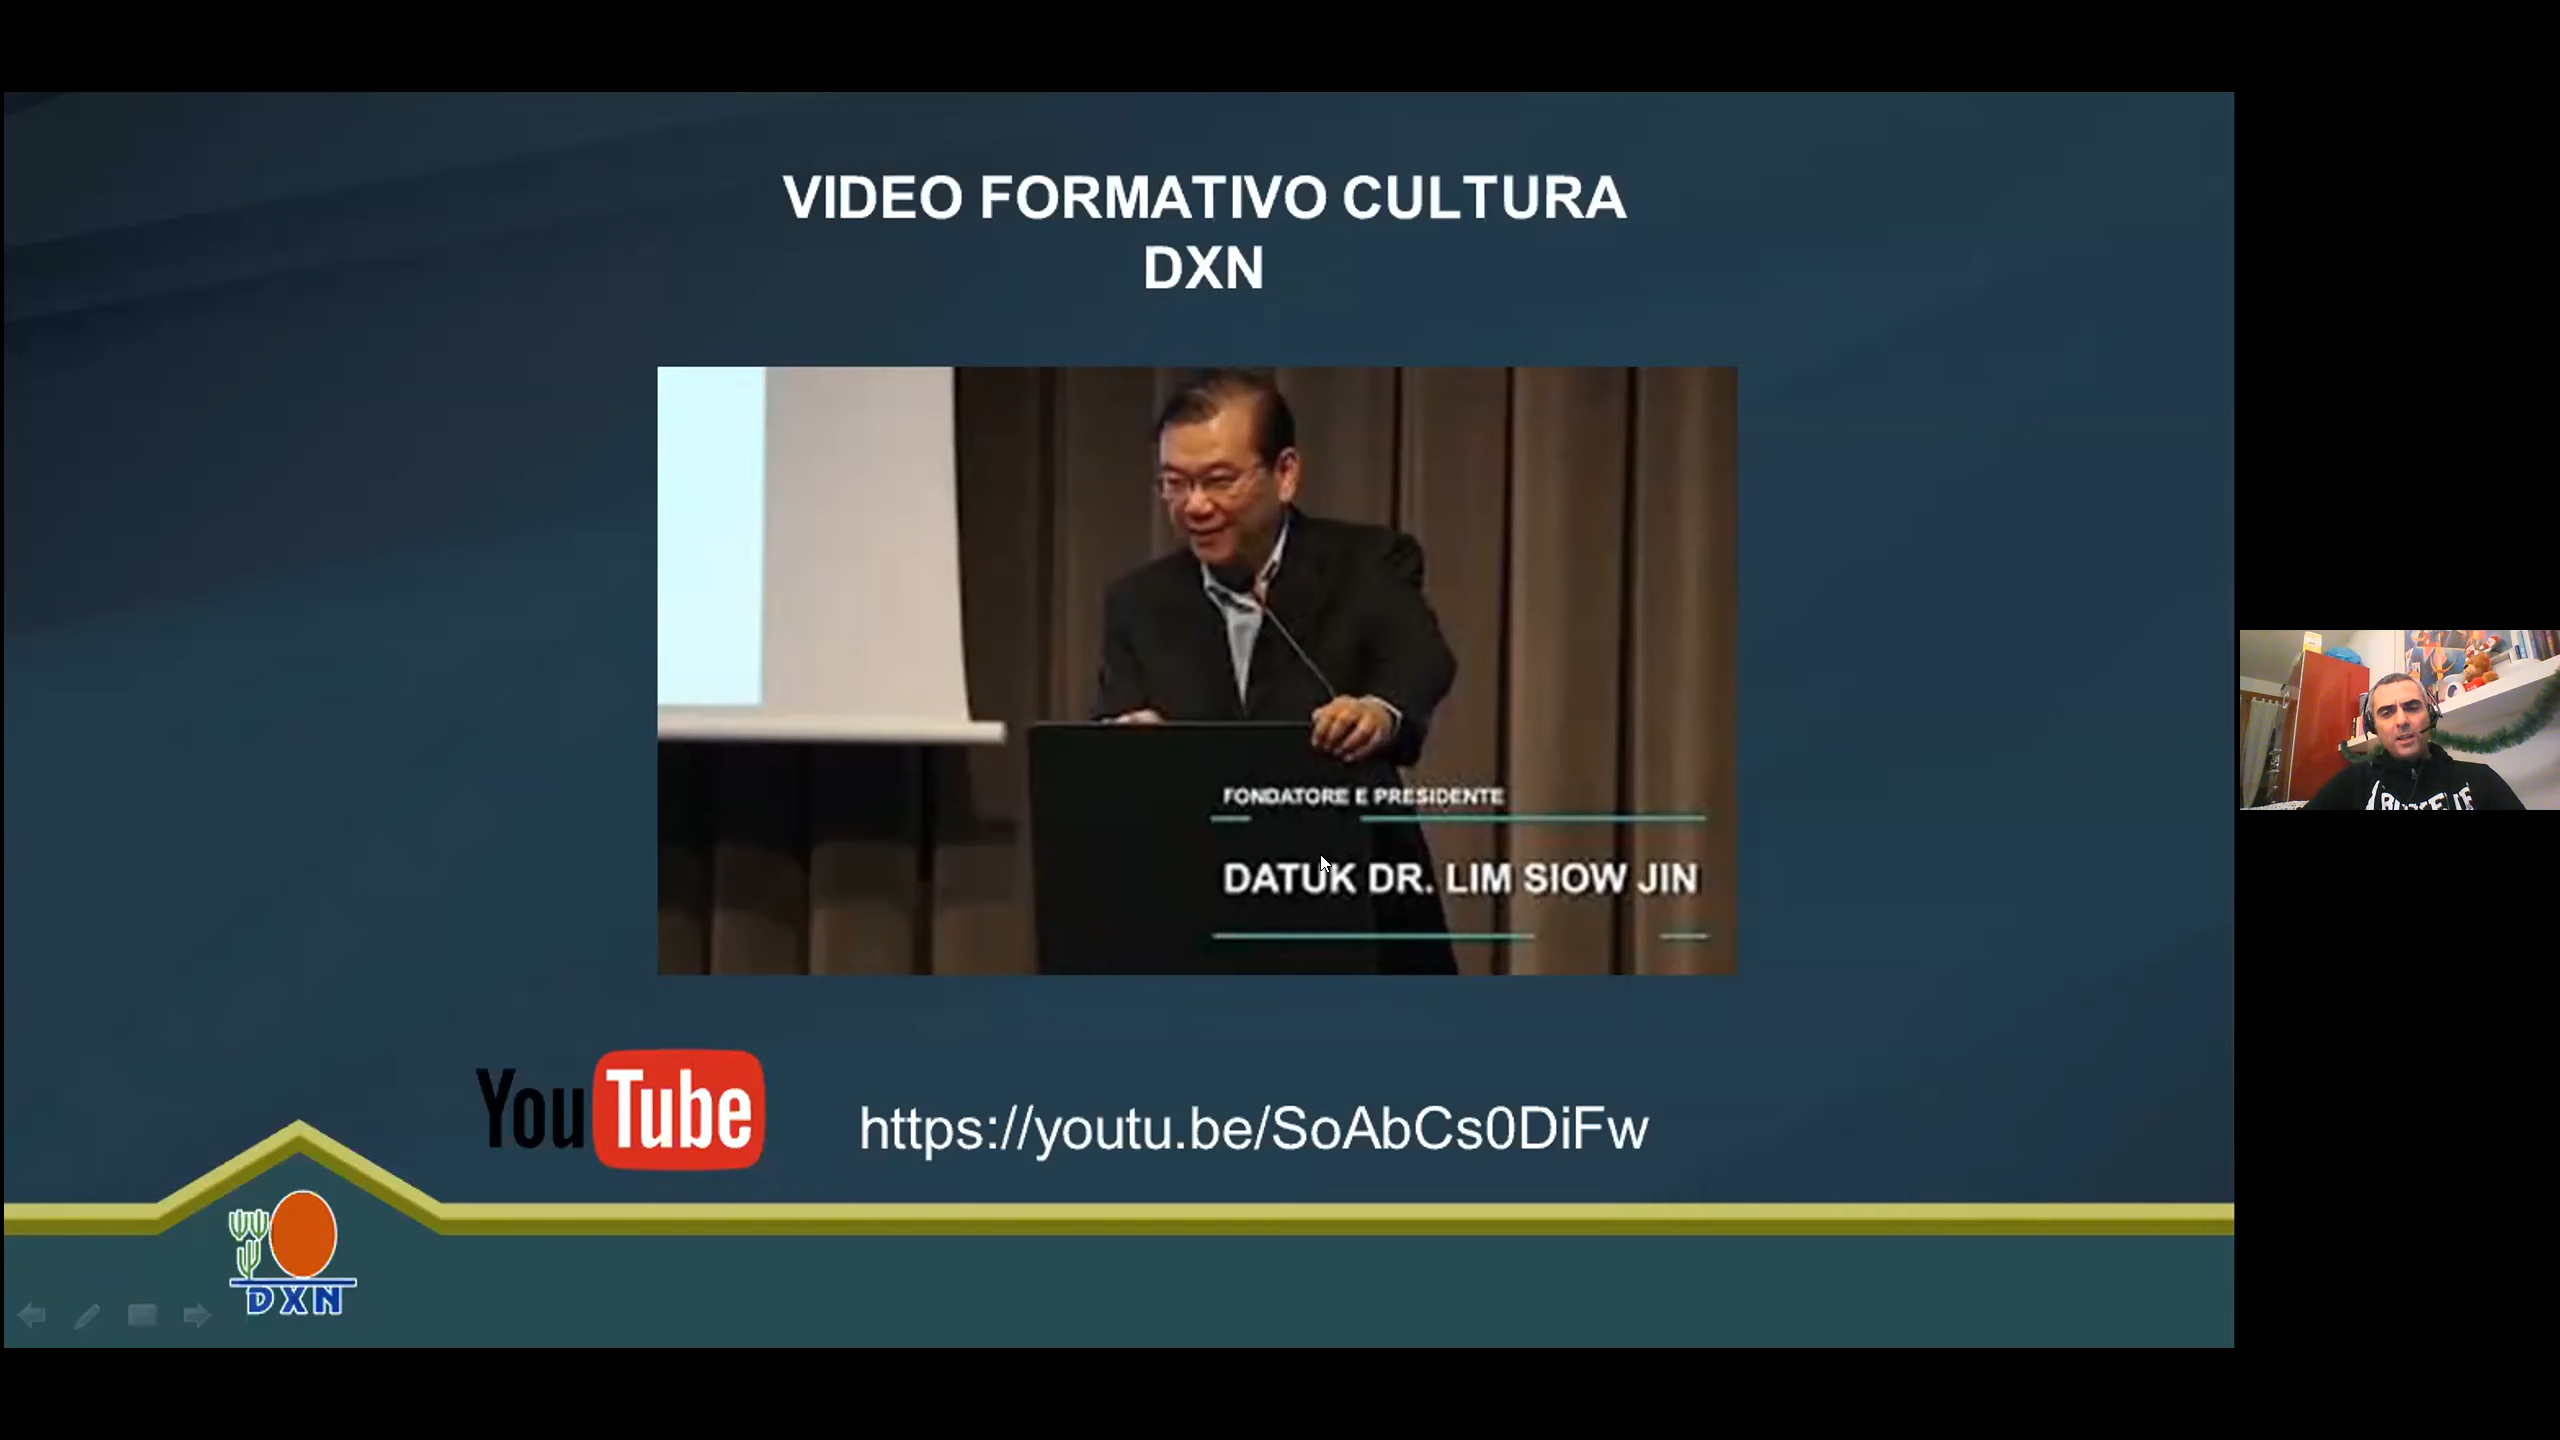 VIDEO FORMATIVO CULTURA
DXN
FONDATORE E PRESIDENTE
DATUK DR. LIM SIOW JIN
YouTube
https://youtu.be/SoAbCs0DiFw
DXN